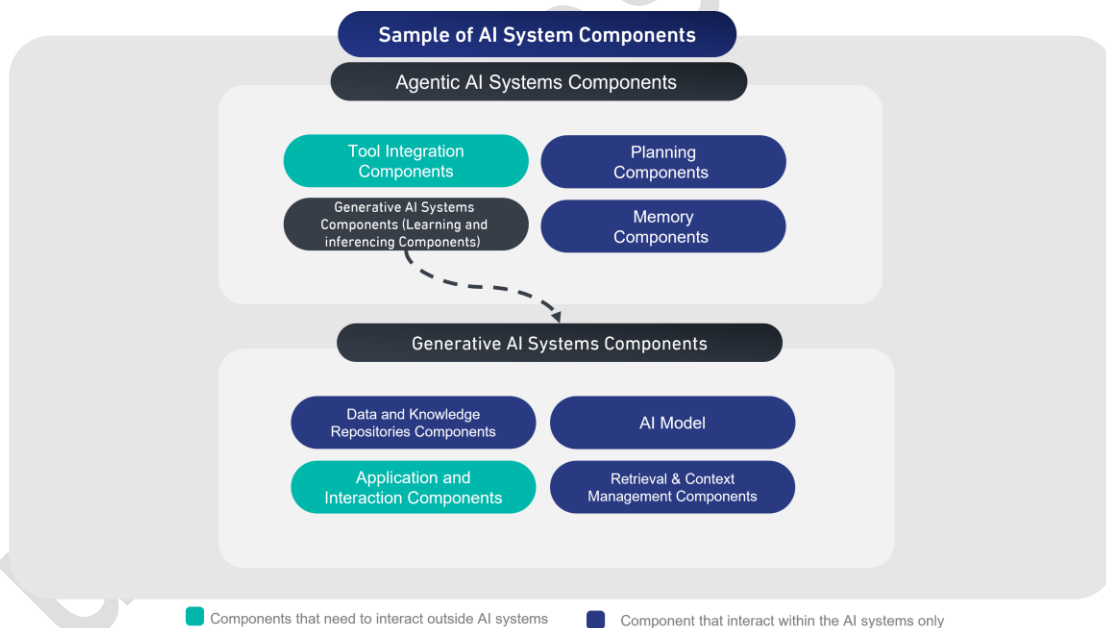 Sample of AI System Components
Agentic AI Systems Components
Tool Integration
Components
Planning
Components
Generative AI Systems
Components (Learning and
inferencing Components)
Memory
Components
Generative AI Systems Components
Data and Knowledge
Repositories Components
AI Model
Application and
Interaction Components
Retrieval & Context
Management Components
Components that need to interact outside AI systems
Component that interact within the AI systems only